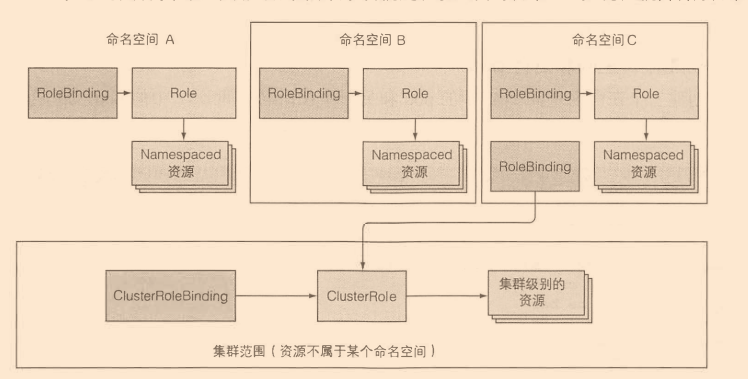 命名空间 A
命名空间 B
命名空间 C
RoleBinding
Role
RoleBinding
Role
RoleBinding
Role
Namespaced
资源
Namespaced
资源
RoleBinding
Namespaced
资源
ClusterRoleBinding
ClusterRole
集群级别的
资源
集群范围（资源不属于某个命名空间）